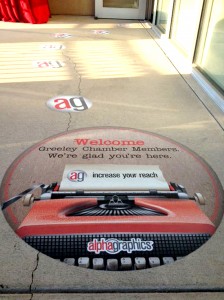 ag
Welcome
Greeley Chamber Members.
We're glad you're here.
ag increase your reach
alphagraphics